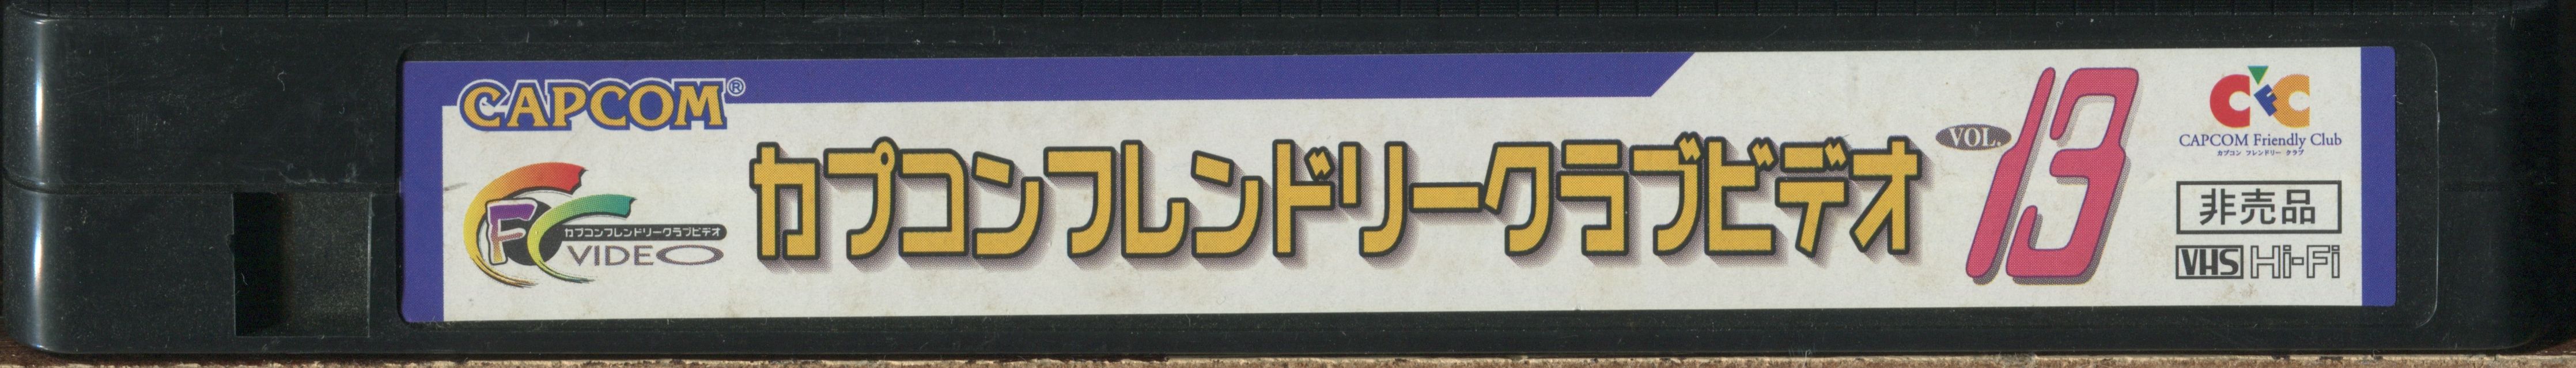 CAPCOM®
CFC
カプコンフレンドリークラブビデオ
VIDEO
カプコンフレンドリークラブビデオ
VOL. 13
CFC
CAPCOM Friendly Club
カプコン フレンドリー クラブ
非売品
VHS Hi-Fi